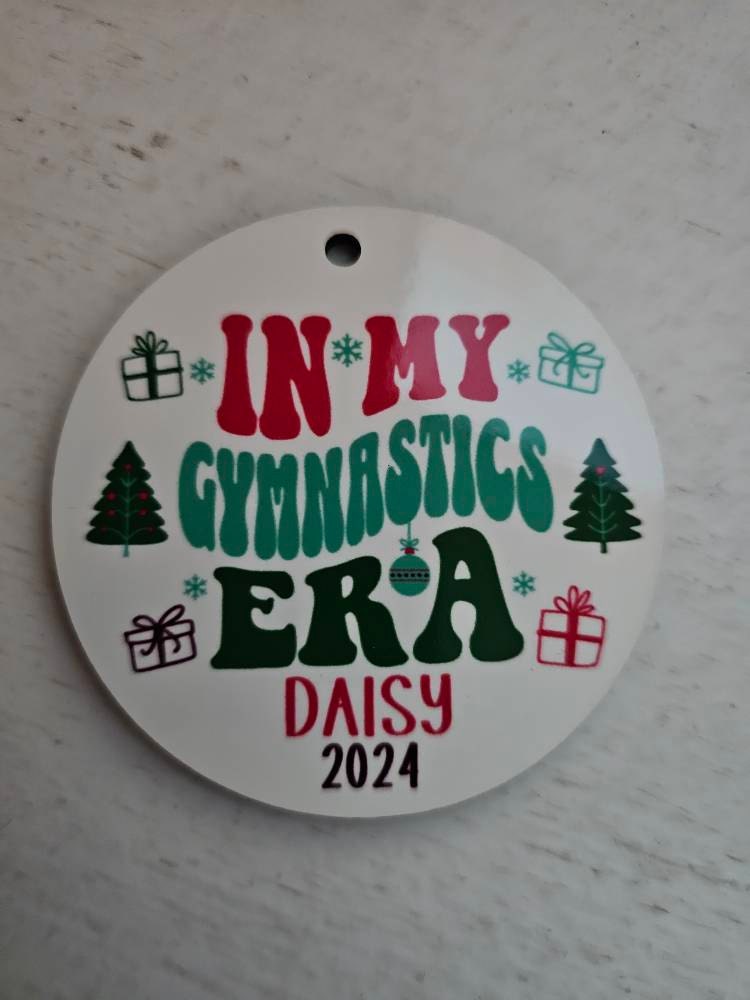 IN MY
GYMNASTICS
ERA
DAISY
2024